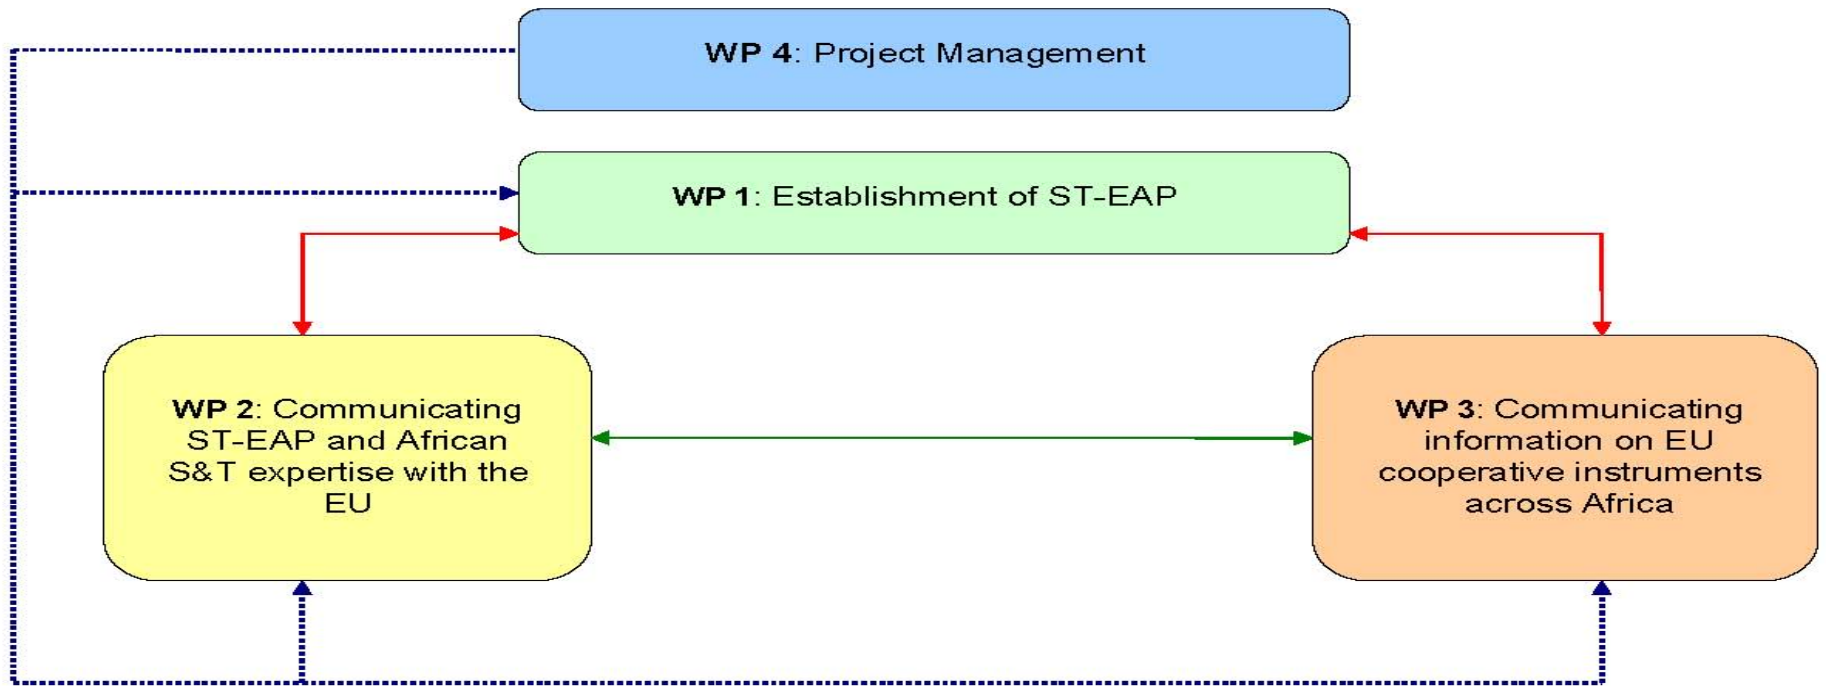 WP 4: Project Management
WP 1: Establishment of ST-EAP
WP 2: Communicating
ST-EAP and African
S&T expertise with the
EU
WP 3: Communicating
information on EU
cooperative instruments
across Africa